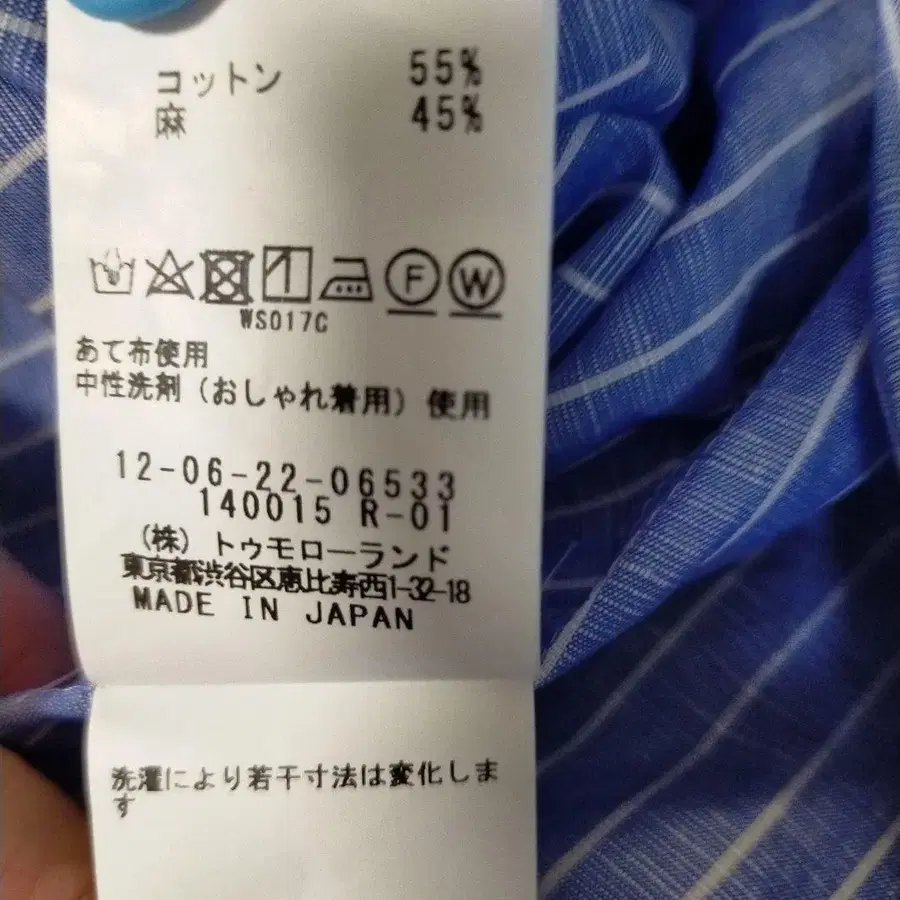 コットン 55%
麻 45%
F W
WS017C
あて布使用
中性洗剤（おしゃれ着用）使用
12-06-22-06533
140015 R-01
（株）トゥモローランド
東京都渋谷区恵比寿西1-32-18
MADE IN JAPAN
洗濯により若干寸法は変化しま
す